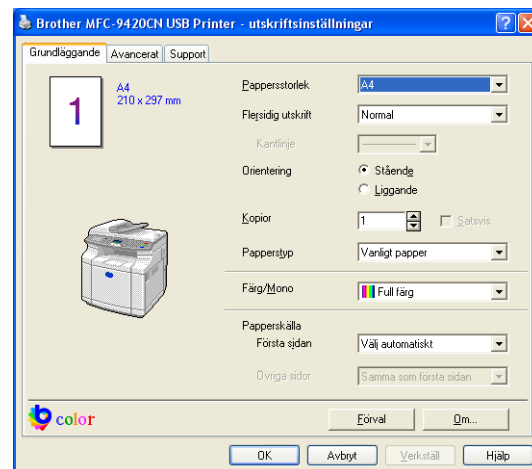 Brother MFC-9420CN USB Printer - utskriftsinställningar
Grundläggande Avancerat Support
1
A4
210 x 297 mm
Pappersstorlek A4
Flersidig utskrift Normal
Kantlinje
Orientering Stående
Liggande
Kopior 1 Satsvis
Papperstyp Vanligt papper
Färg/Mono Full färg
Papperskälla
Första sidan Välj automatiskt
Övriga sidor Samma som första sidan
b color
Förval Om...
OK Avbryt Verkställ Hjälp